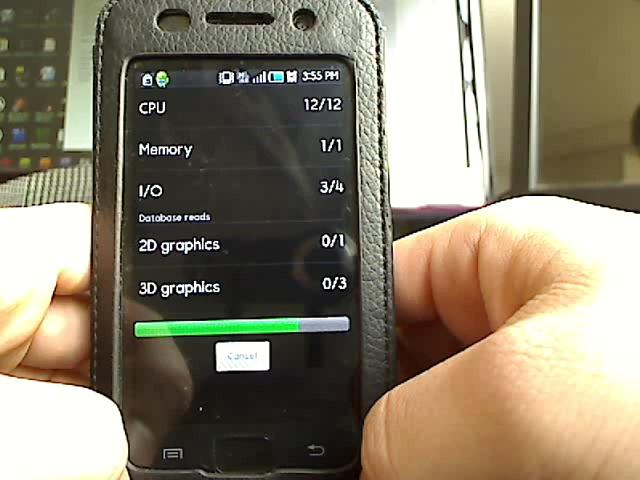 3:55 PM
CPU 12/12
Memory 1/1
I/O 3/4
Database reads
2D graphics 0/1
3D graphics 0/3
Cancel